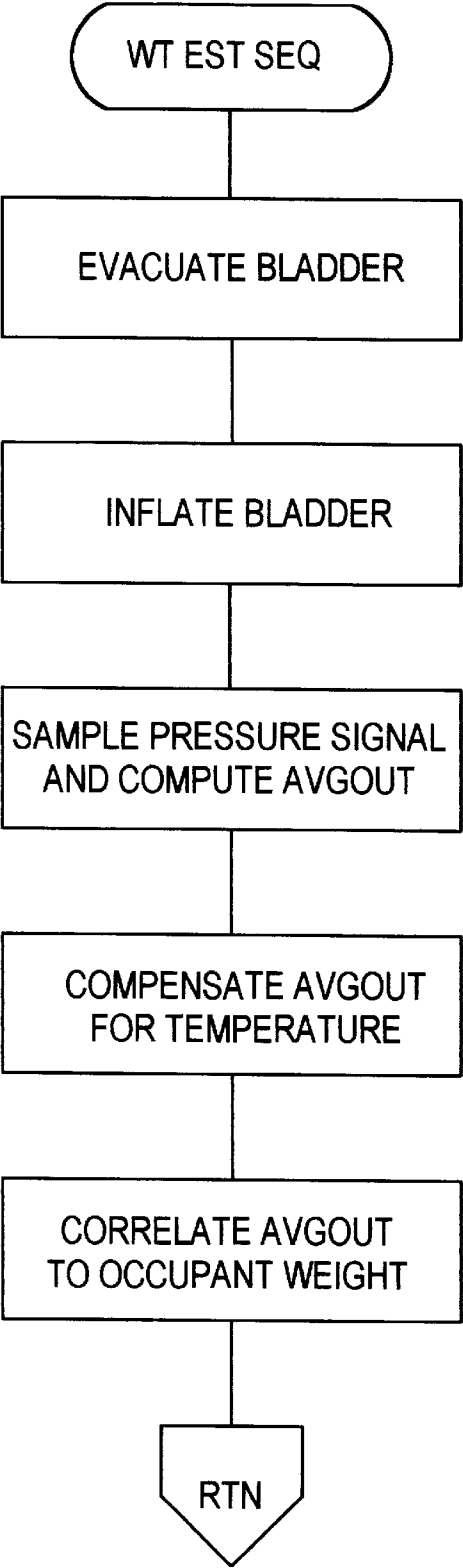 WT EST SEQ
EVACUATE BLADDER
INFLATE BLADDER
SAMPLE PRESSURE SIGNAL
AND COMPUTE AVGOUT
COMPENSATE AVGOUT
FOR TEMPERATURE
CORRELATE AVGOUT
TO OCCUPANT WEIGHT
RTN